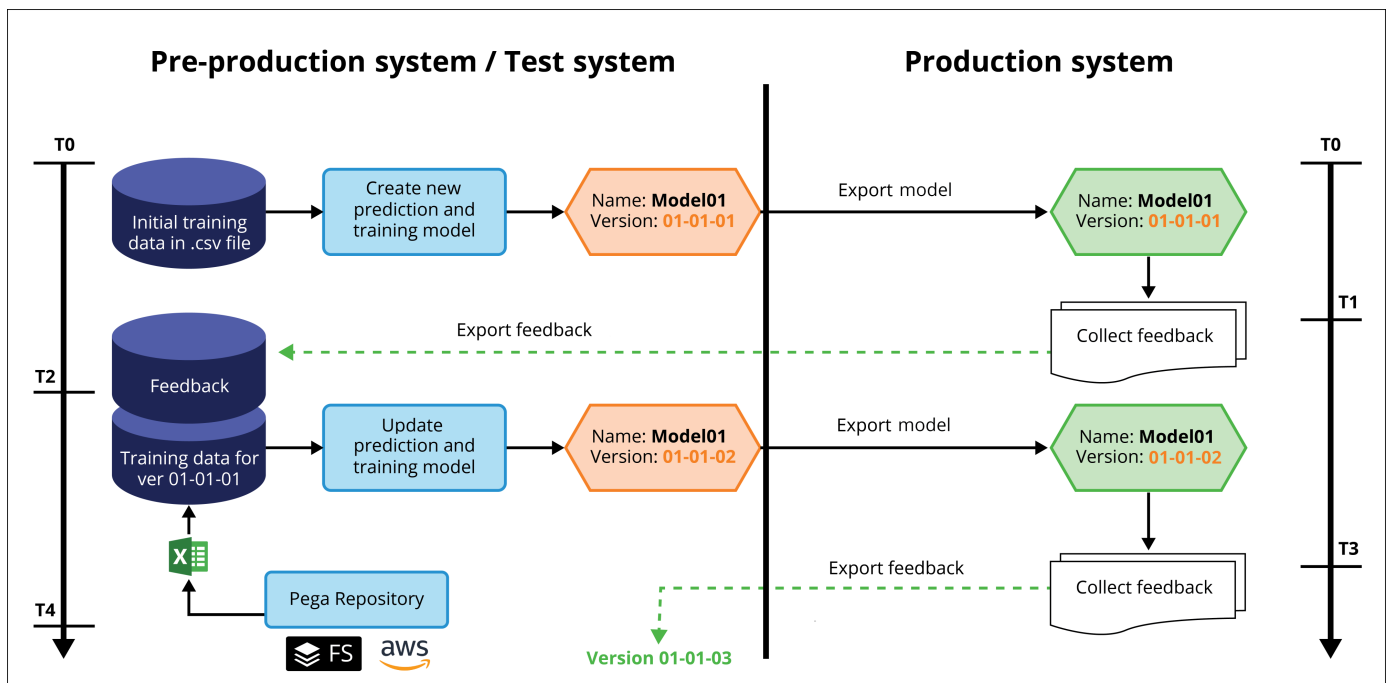 Pre-production system / Test system
Production system
T0
T0
Initial training
data in .csv file
Create new
prediction and
training model
Name: Model01
Version: 01-01-01
Export model
Name: Model01
Version: 01-01-01
T1
Export feedback
Collect feedback
T2
Feedback
Training data for
ver 01-01-01
Update
prediction and
training model
Name: Model01
Version: 01-01-02
Export model
Name: Model01
Version: 01-01-02
T3
X
Export feedback
Collect feedback
Pega Repository
T4
FS
aws
Version 01-01-03